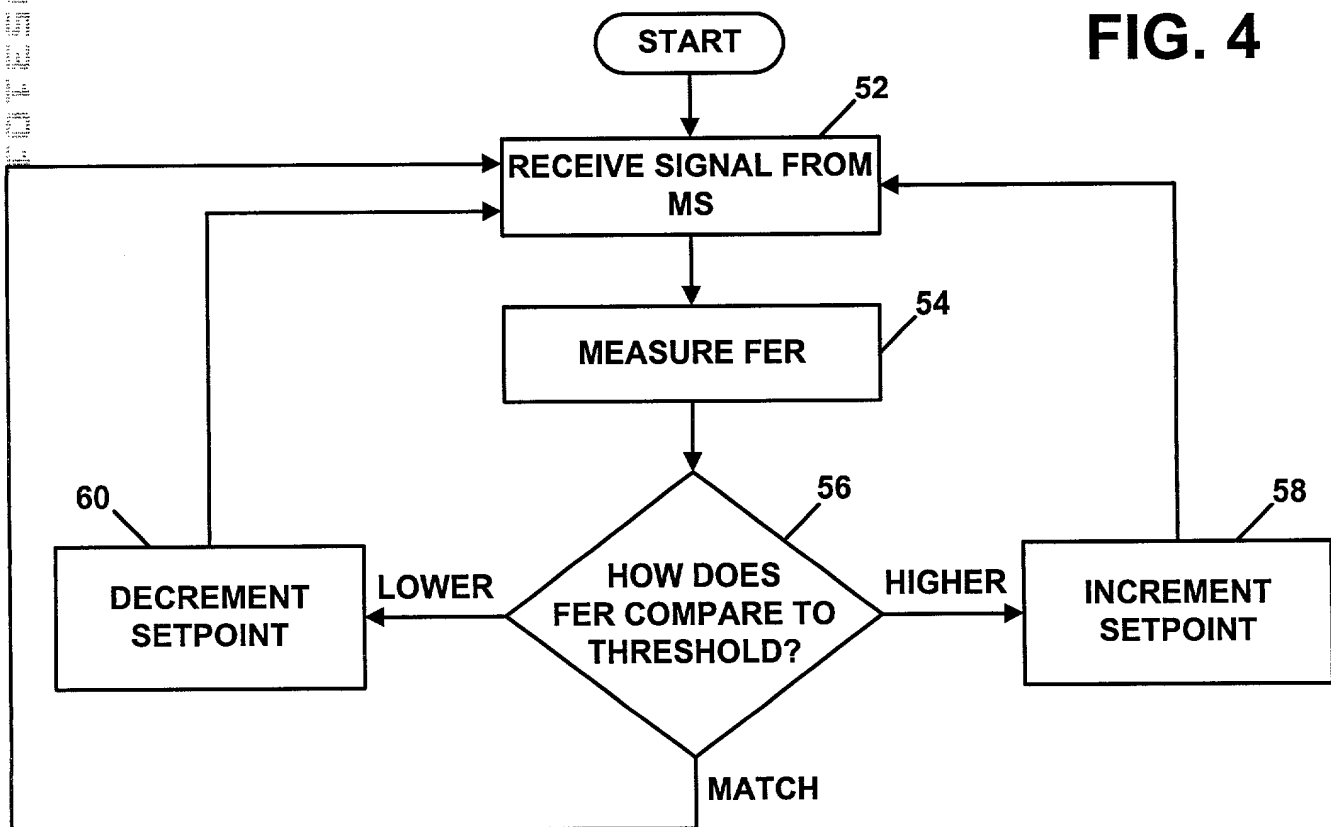 FIG. 4
START
52
RECEIVE SIGNAL FROM
MS
54
MEASURE FER
56
HOW DOES
FER COMPARE TO
THRESHOLD?
60
LOWER
DECREMENT
SETPOINT
HIGHER
58
INCREMENT
SETPOINT
MATCH